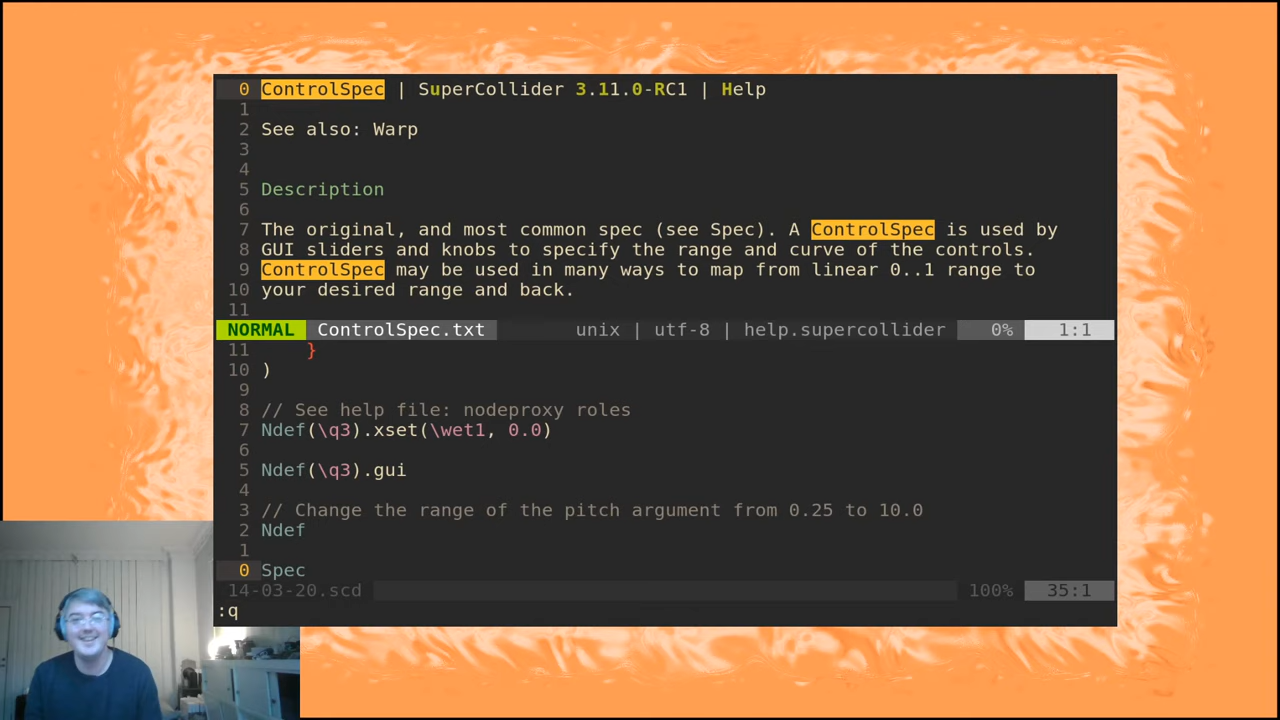 0 ControlSpec | SuperCollider 3.11.0-RC1 | Help
1
2 See also: Warp
3
4
5 Description
6
7 The original, and most common spec (see Spec). A ControlSpec is used by
8 GUI sliders and knobs to specify the range and curve of the controls.
9 ControlSpec may be used in many ways to map from linear 0..1 range to
10 your desired range and back.
11
NORMAL ControlSpec.txt unix | utf-8 | help.supercollider 0% 1:1
11 }
10 )
9
8 // See help file: nodeproxy roles
7 Ndef(\q3).xset(\wet1, 0.0)
6
5 Ndef(\q3).gui
4
3 // Change the range of the pitch argument from 0.25 to 10.0
2 Ndef
1
0 Spec
14-03-20.scd 100% 35:1
:q